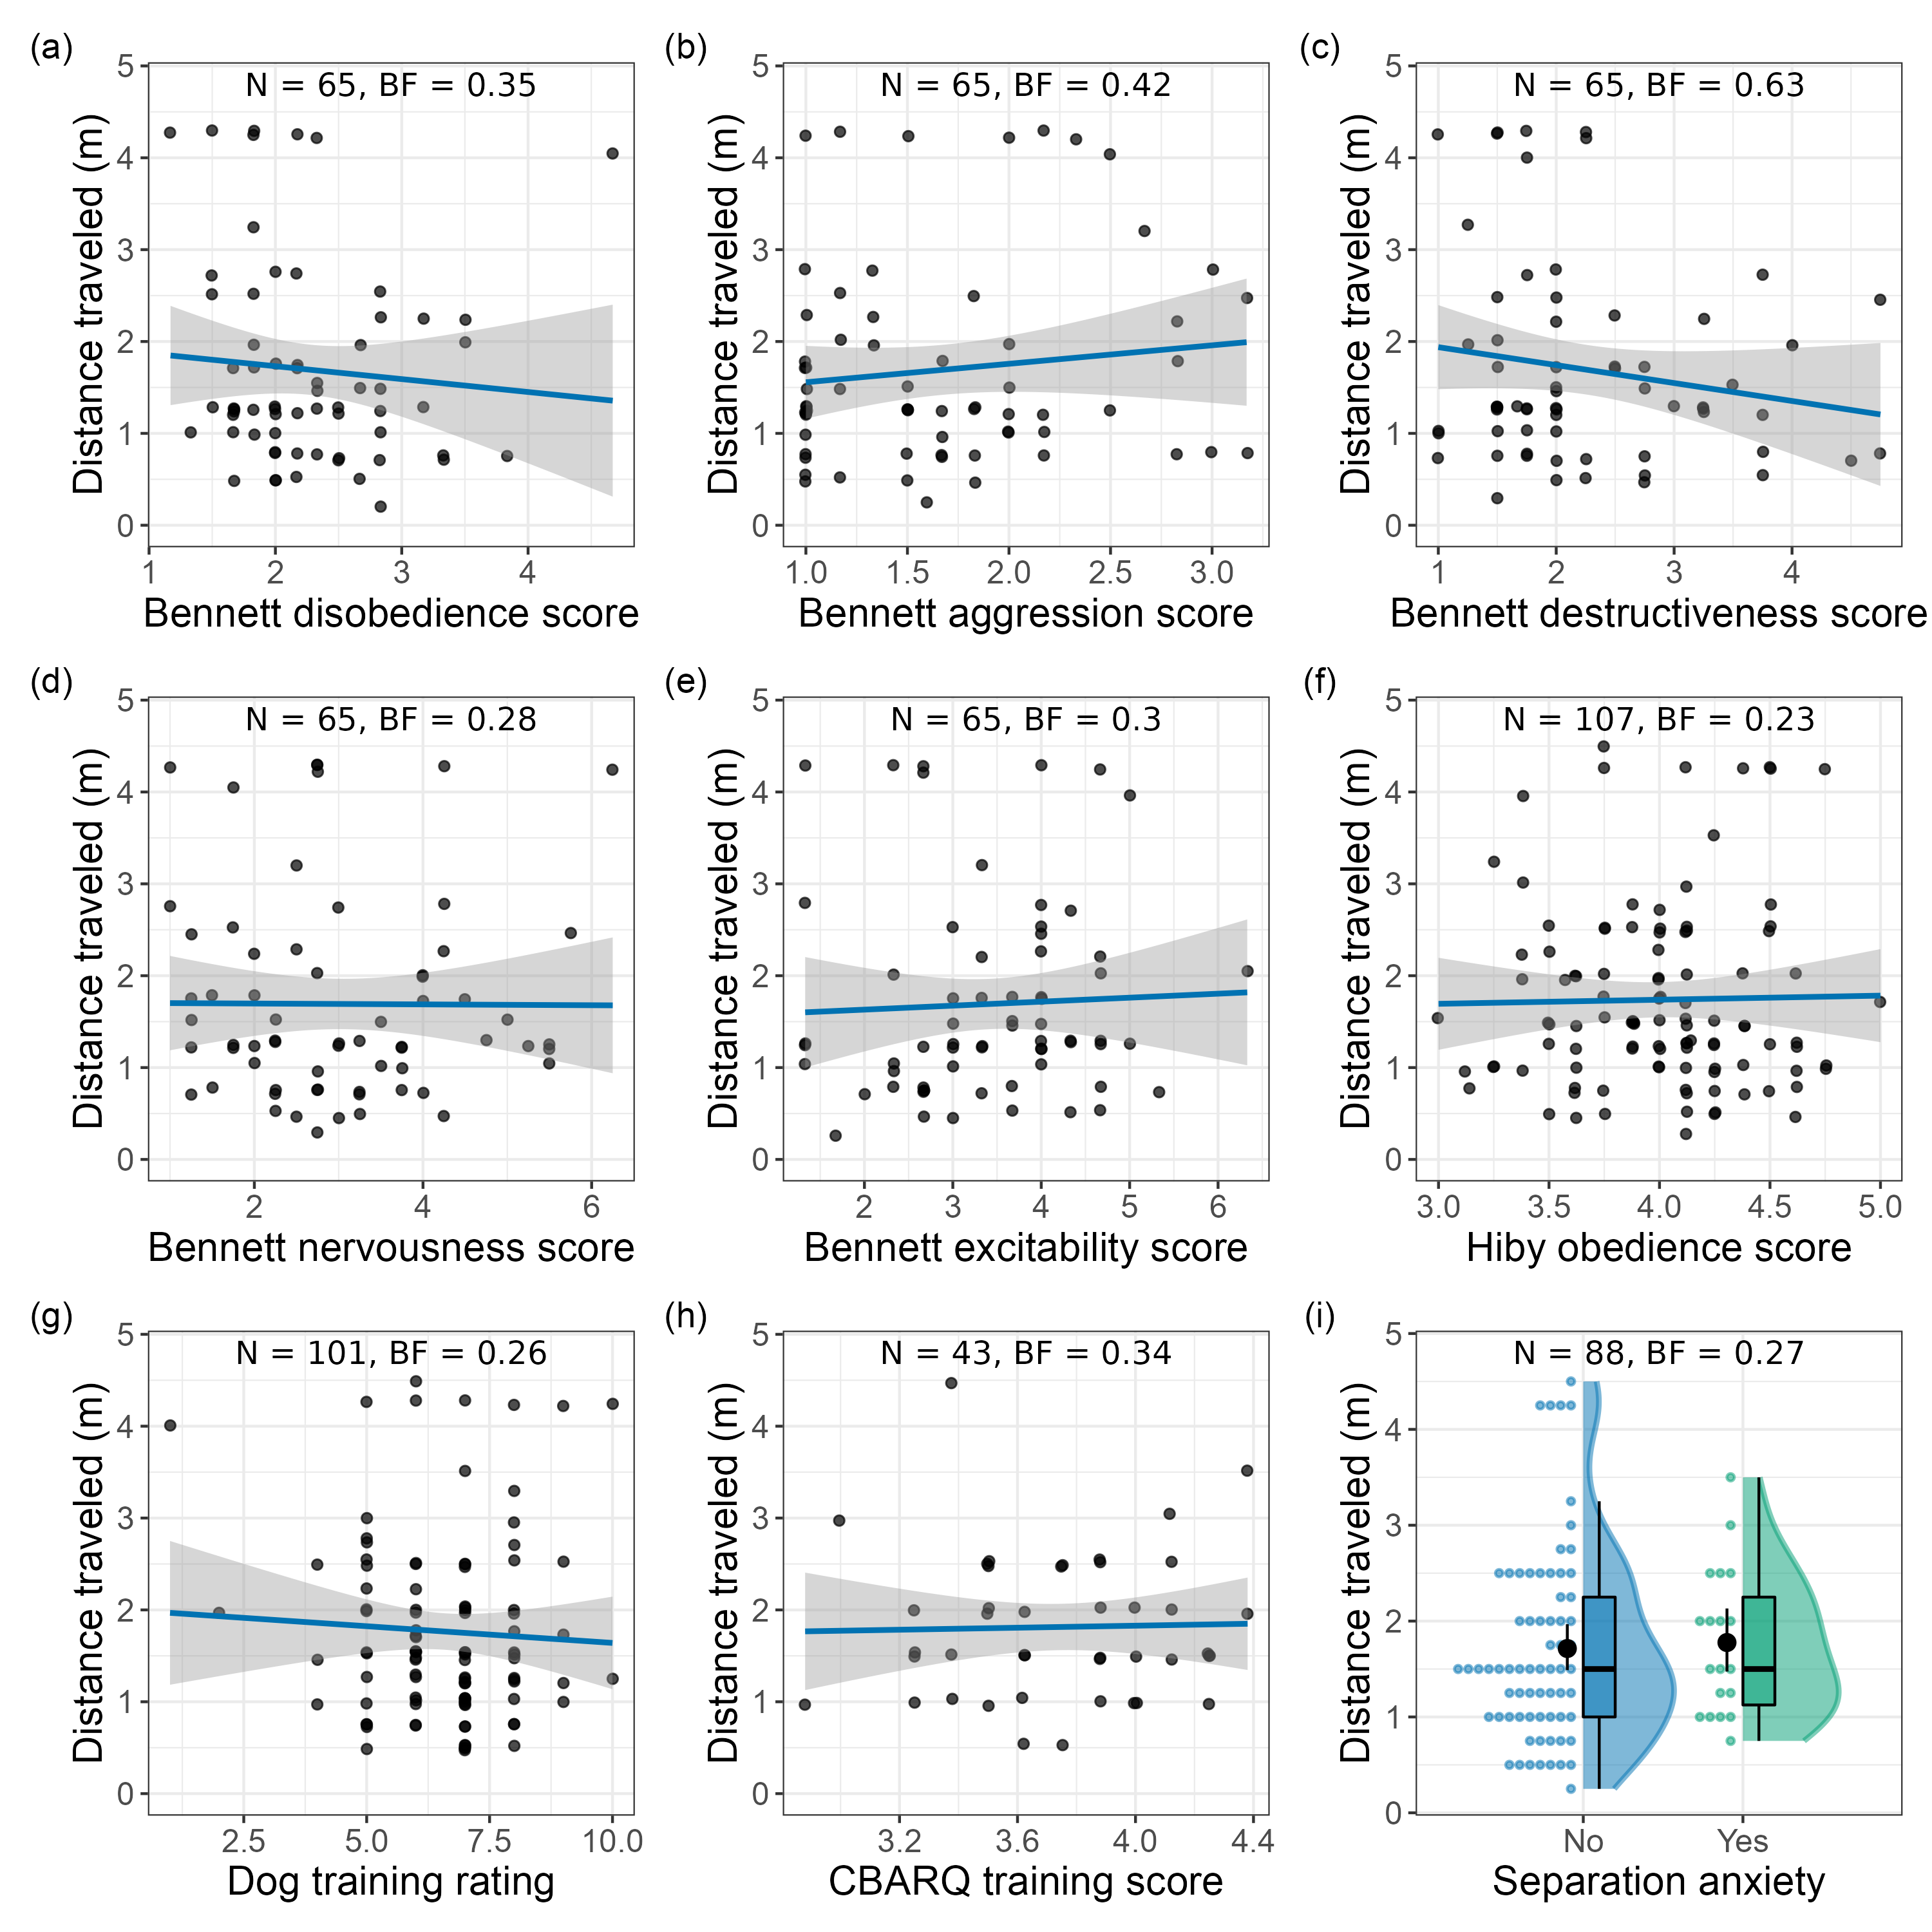 (a)
N = 65, BF = 0.35
Distance traveled (m)
5
4
3
2
1
0
1 2 3 4
Bennett disobedience score
(b)
N = 65, BF = 0.42
Distance traveled (m)
5
4
3
2
1
0
1.0 1.5 2.0 2.5 3.0
Bennett aggression score
(c)
N = 65, BF = 0.63
Distance traveled (m)
5
4
3
2
1
0
1 2 3 4
Bennett destructiveness score
(d)
N = 65, BF = 0.28
Distance traveled (m)
5
4
3
2
1
0
2 4 6
Bennett nervousness score
(e)
N = 65, BF = 0.3
Distance traveled (m)
5
4
3
2
1
0
2 3 4 5 6
Bennett excitability score
(f)
N = 107, BF = 0.23
Distance traveled (m)
5
4
3
2
1
0
3.0 3.5 4.0 4.5 5.0
Hiby obedience score
(g)
N = 101, BF = 0.26
Distance traveled (m)
5
4
3
2
1
0
2.5 5.0 7.5 10.0
Dog training rating
(h)
N = 43, BF = 0.34
Distance traveled (m)
5
4
3
2
1
0
3.2 3.6 4.0 4.4
CBARQ training score
(i)
N = 88, BF = 0.27
Distance traveled (m)
5
4
3
2
1
0
No Yes
Separation anxiety